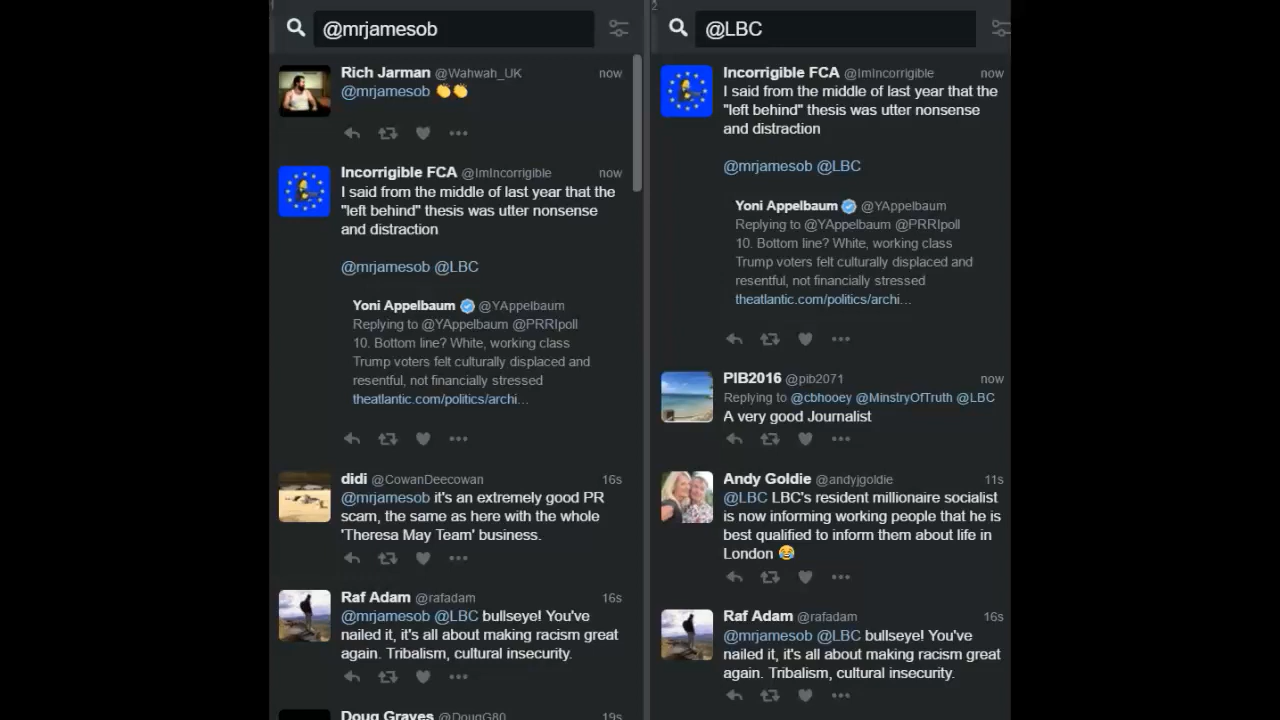 1
@mrjamesob
Rich Jarman @Wahwah_UK now
@mrjamesob 👏👏
Incorrigible FCA @ImIncorrigible now
I said from the middle of last year that the
"left behind" thesis was utter nonsense
and distraction
@mrjamesob @LBC
Yoni Appelbaum @YAppelbaum
Replying to @YAppelbaum @PRRIpoll
10. Bottom line? White, working class
Trump voters felt culturally displaced and
resentful, not financially stressed
theatlantic.com/politics/archi...
didi @CowanDeecowan 16s
@mrjamesob it's an extremely good PR
scam, the same as here with the whole
'Theresa May Team' business.
Raf Adam @rafadam 16s
@mrjamesob @LBC bullseye! You've
nailed it, it's all about making racism great
again. Tribalism, cultural insecurity.
Doug Graves @DougG80 19s
2
@LBC
Incorrigible FCA @ImIncorrigible now
I said from the middle of last year that the
"left behind" thesis was utter nonsense
and distraction
@mrjamesob @LBC
Yoni Appelbaum @YAppelbaum
Replying to @YAppelbaum @PRRIpoll
10. Bottom line? White, working class
Trump voters felt culturally displaced and
resentful, not financially stressed
theatlantic.com/politics/archi...
PIB2016 @pib2071 now
Replying to @cbhooey @MinstryOfTruth @LBC
A very good Journalist
Andy Goldie @andyjgoldie 11s
@LBC LBC's resident millionaire socialist
is now informing working people that he is
best qualified to inform them about life in
London 😂
Raf Adam @rafadam 16s
@mrjamesob @LBC bullseye! You've
nailed it, it's all about making racism great
again. Tribalism, cultural insecurity.